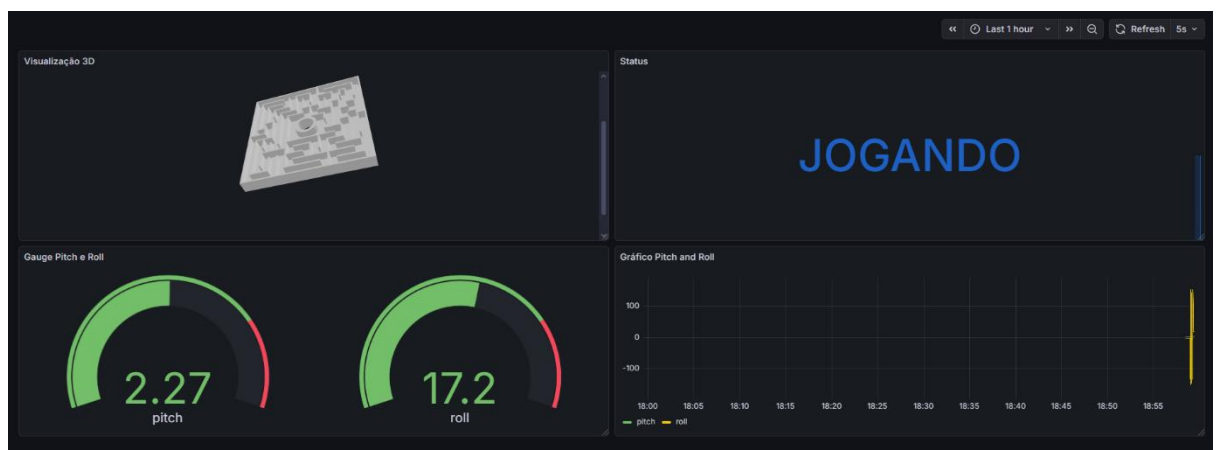 Last 1 hour
Refresh 5s
Visualização 3D
Status
JOGANDO
Gauge Pitch e Roll
2.27
pitch
17.2
roll
Gráfico Pitch and Roll
100
0
-100
18:00 18:05 18:10 18:15 18:20 18:25 18:30 18:35 18:40 18:45 18:50 18:55
pitch roll